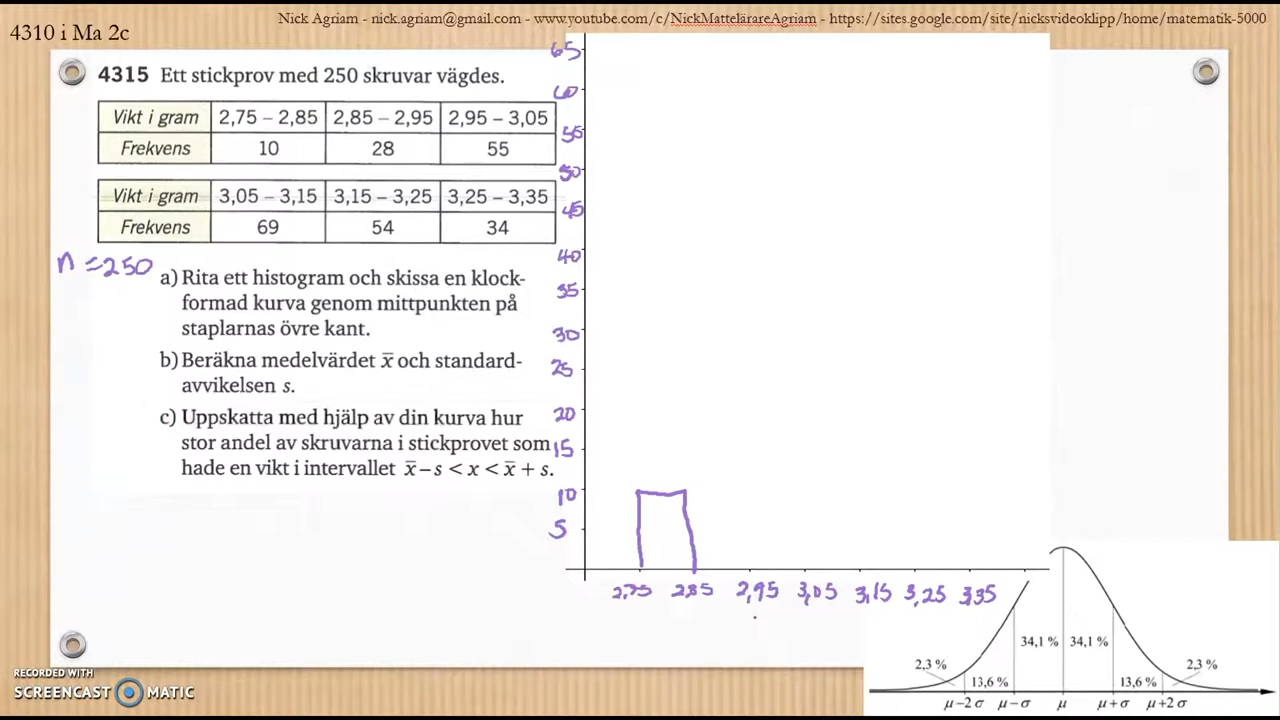 Nick Agriam - nick.agriam@gmail.com - www.youtube.com/c/NickMattelärareAgriam - https://sites.google.com/site/nicksvideoklipp/home/matematik-5000
4310 i Ma 2c
4315 Ett stickprov med 250 skruvar vägdes.
Vikt i gram 2,75 – 2,85 2,85 – 2,95 2,95 – 3,05
Frekvens 10 28 55
Vikt i gram 3,05 – 3,15 3,15 – 3,25 3,25 – 3,35
Frekvens 69 54 34
n = 250
a) Rita ett histogram och skissa en klock-
formad kurva genom mittpunkten på
staplarnas övre kant.
b) Beräkna medelvärdet x̅ och standard-
avvikelsen s.
c) Uppskatta med hjälp av din kurva hur
stor andel av skruvarna i stickprovet som
hade en vikt i intervallet x̅ – s < x < x̅ + s.
65
60
55
50
45
40
35
30
25
20
15
10
5
2,75 2,85 2,95 3,05 3,15 3,25 3,35
34,1 % 34,1 %
2,3 % 2,3 %
13,6 % 13,6 %
μ−2σ μ−σ μ μ+σ μ+2σ
RECORDED WITH
SCREENCAST MATIC